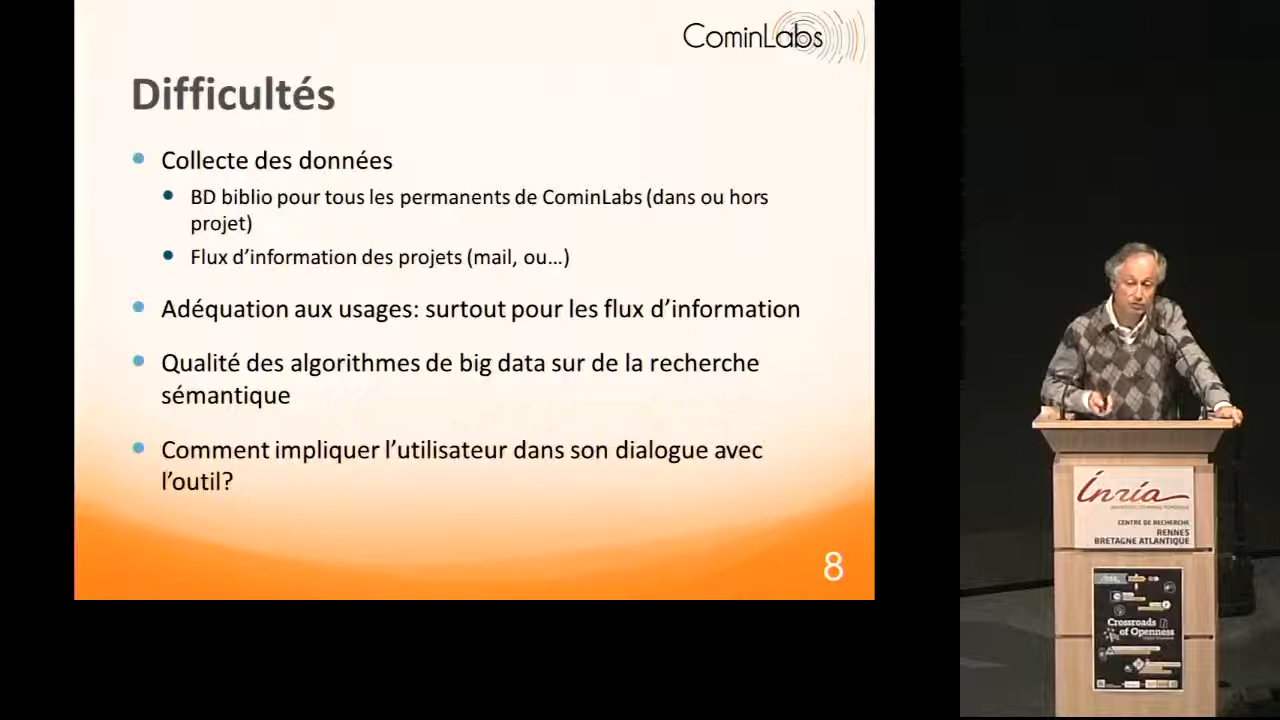 CominLabs
Difficultés
Collecte des données
BD biblio pour tous les permanents de CominLabs (dans ou hors
projet)
Flux d’information des projets (mail, ou...)
Adéquation aux usages: surtout pour les flux d’information
Qualité des algorithmes de big data sur de la recherche
sémantique
Comment impliquer l’utilisateur dans son dialogue avec
l’outil?
8
Inria
CENTRE DE RECHERCHE
RENNES
BRETAGNE ATLANTIQUE
Crossroads
of Openness